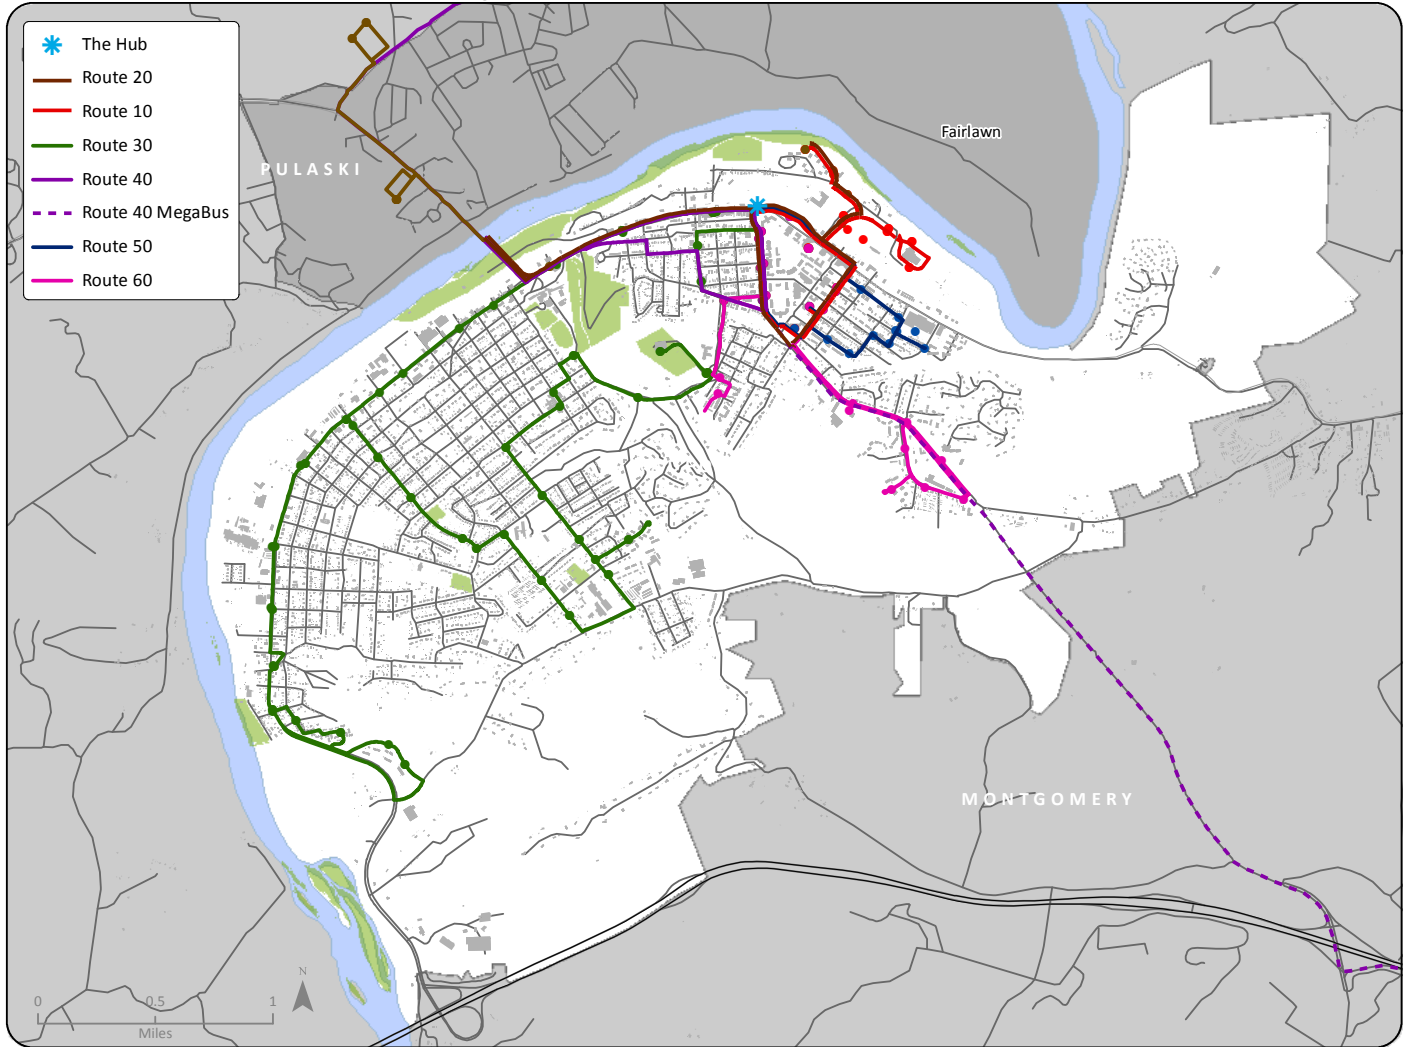 The Hub
Route 20
Route 10
Route 30
Route 40
Route 40 MegaBus
Route 50
Route 60
Fairlawn
PULASKI
MONTGOMERY
N
0 0.5 1
Miles